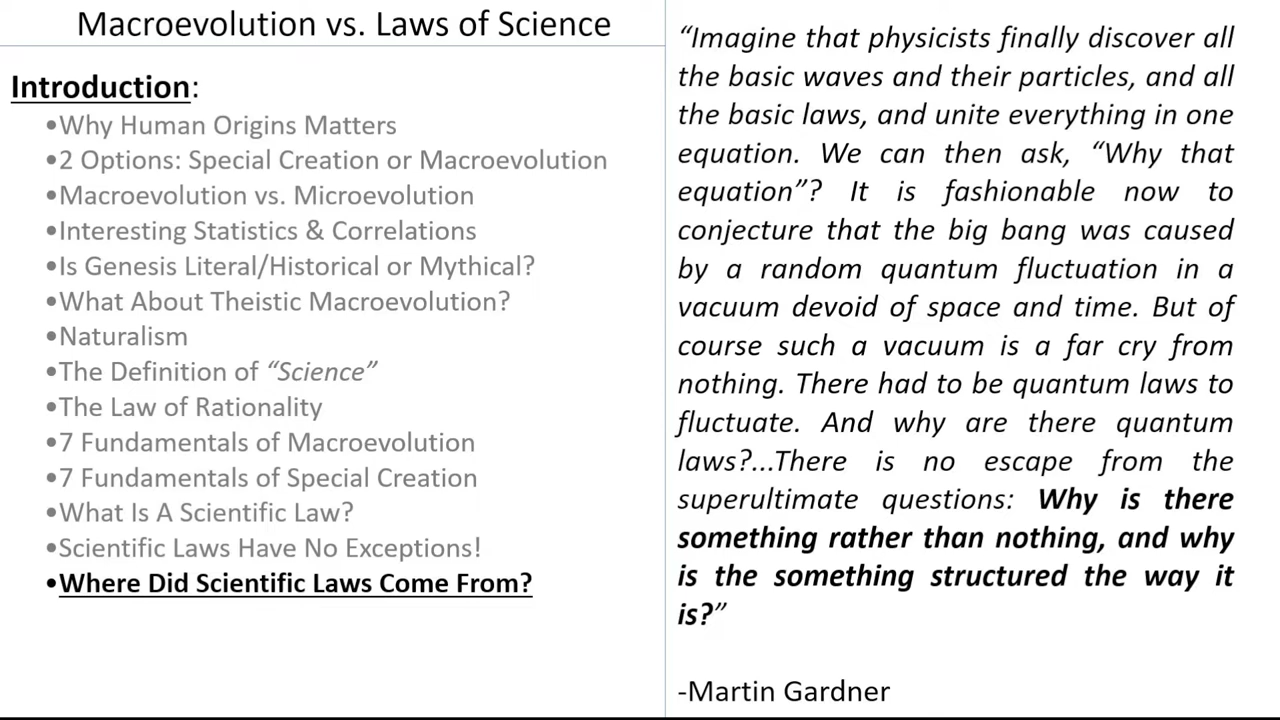 Macroevolution vs. Laws of Science
Introduction:
•Why Human Origins Matters
•2 Options: Special Creation or Macroevolution
•Macroevolution vs. Microevolution
•Interesting Statistics & Correlations
•Is Genesis Literal/Historical or Mythical?
•What About Theistic Macroevolution?
•Naturalism
•The Definition of “Science”
•The Law of Rationality
•7 Fundamentals of Macroevolution
•7 Fundamentals of Special Creation
•What Is A Scientific Law?
•Scientific Laws Have No Exceptions!
•Where Did Scientific Laws Come From?
“Imagine that physicists finally discover all
the basic waves and their particles, and all
the basic laws, and unite everything in one
equation. We can then ask, “Why that
equation”? It is fashionable now to
conjecture that the big bang was caused
by a random quantum fluctuation in a
vacuum devoid of space and time. But of
course such a vacuum is a far cry from
nothing. There had to be quantum laws to
fluctuate. And why are there quantum
laws?...There is no escape from the
superultimate questions: Why is there
something rather than nothing, and why
is the something structured the way it
is?”
-Martin Gardner